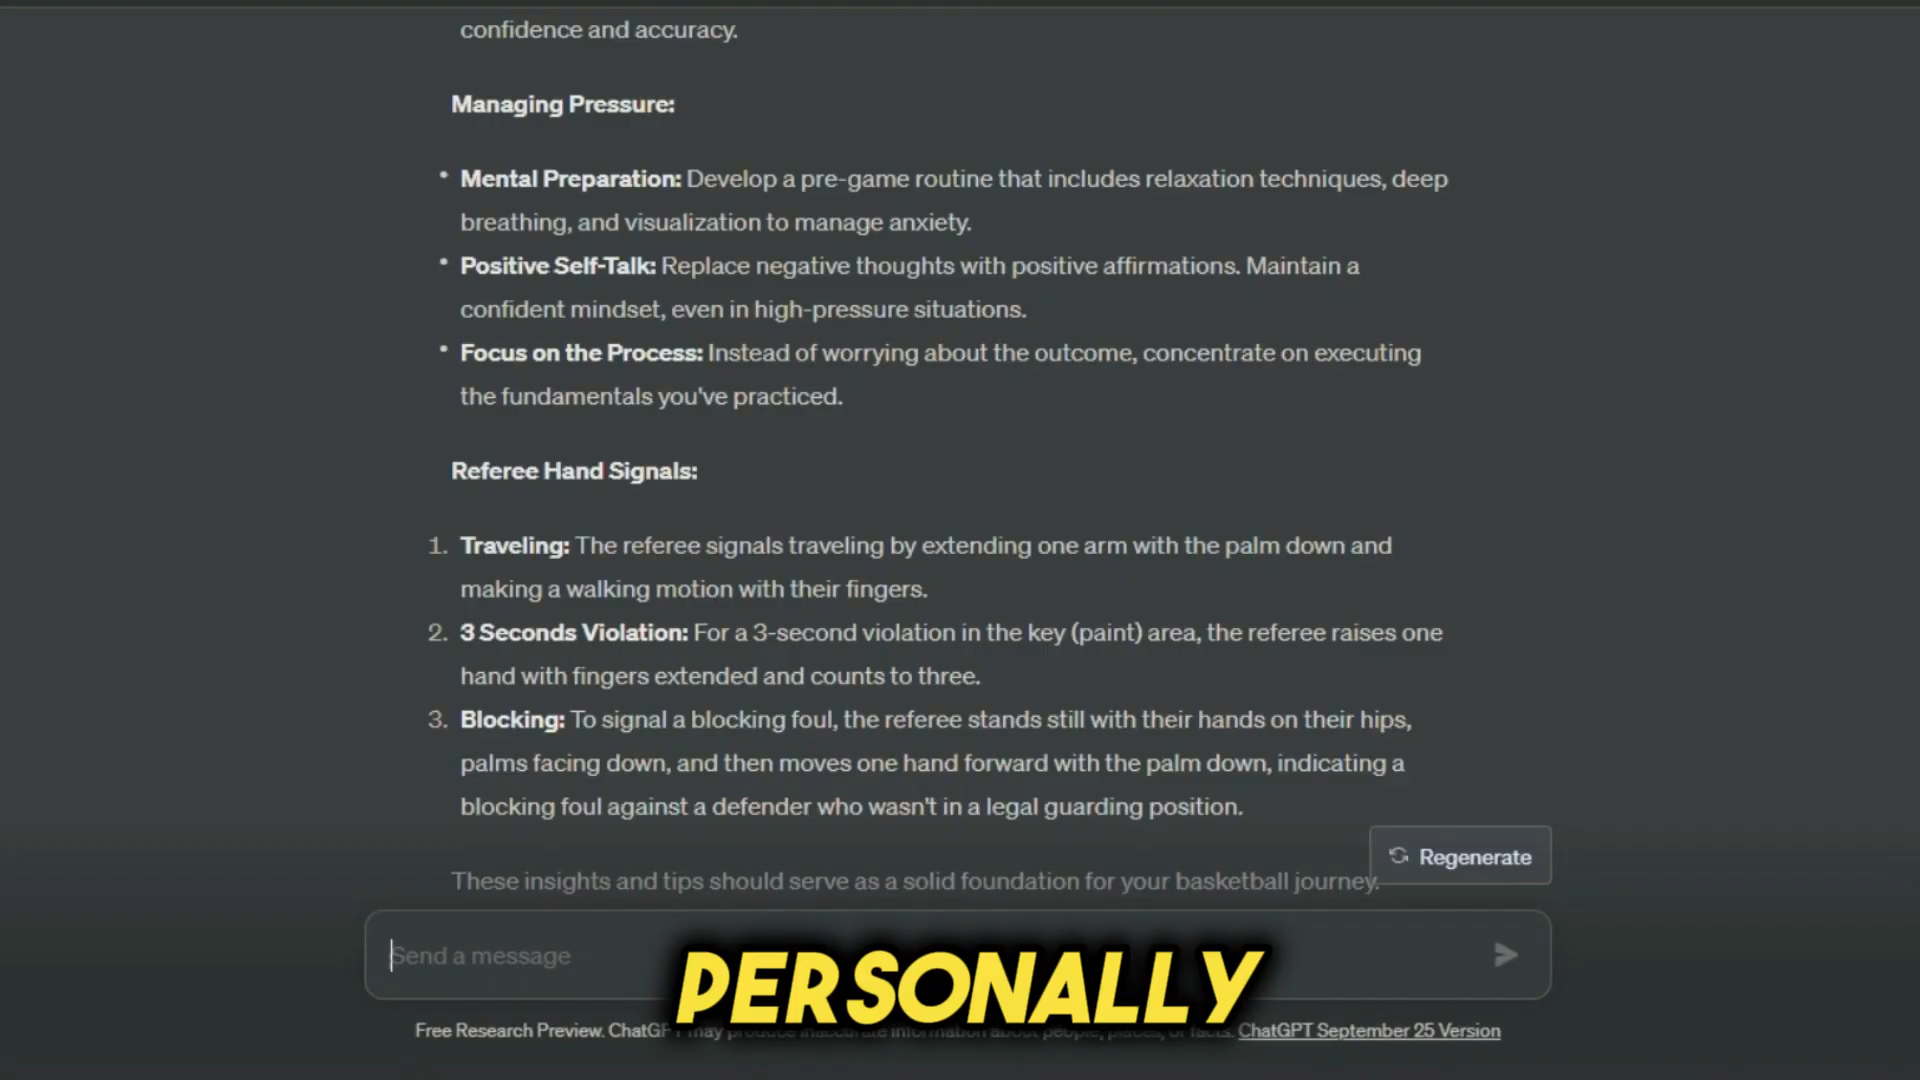 confidence and accuracy.
Managing Pressure:
• Mental Preparation: Develop a pre-game routine that includes relaxation techniques, deep
breathing, and visualization to manage anxiety.
• Positive Self-Talk: Replace negative thoughts with positive affirmations. Maintain a
confident mindset, even in high-pressure situations.
• Focus on the Process: Instead of worrying about the outcome, concentrate on executing
the fundamentals you've practiced.
Referee Hand Signals:
1. Traveling: The referee signals traveling by extending one arm with the palm down and
making a walking motion with their fingers.
2. 3 Seconds Violation: For a 3-second violation in the key (paint) area, the referee raises one
hand with fingers extended and counts to three.
3. Blocking: To signal a blocking foul, the referee stands still with their hands on their hips,
palms facing down, and then moves one hand forward with the palm down, indicating a
blocking foul against a defender who wasn't in a legal guarding position.
Regenerate
These insights and tips should serve as a solid foundation for your basketball journey.
Send a message
PERSONALLY
Free Research Preview. ChatGPT may produce inaccurate information about people, places, or facts. ChatGPT September 25 Version